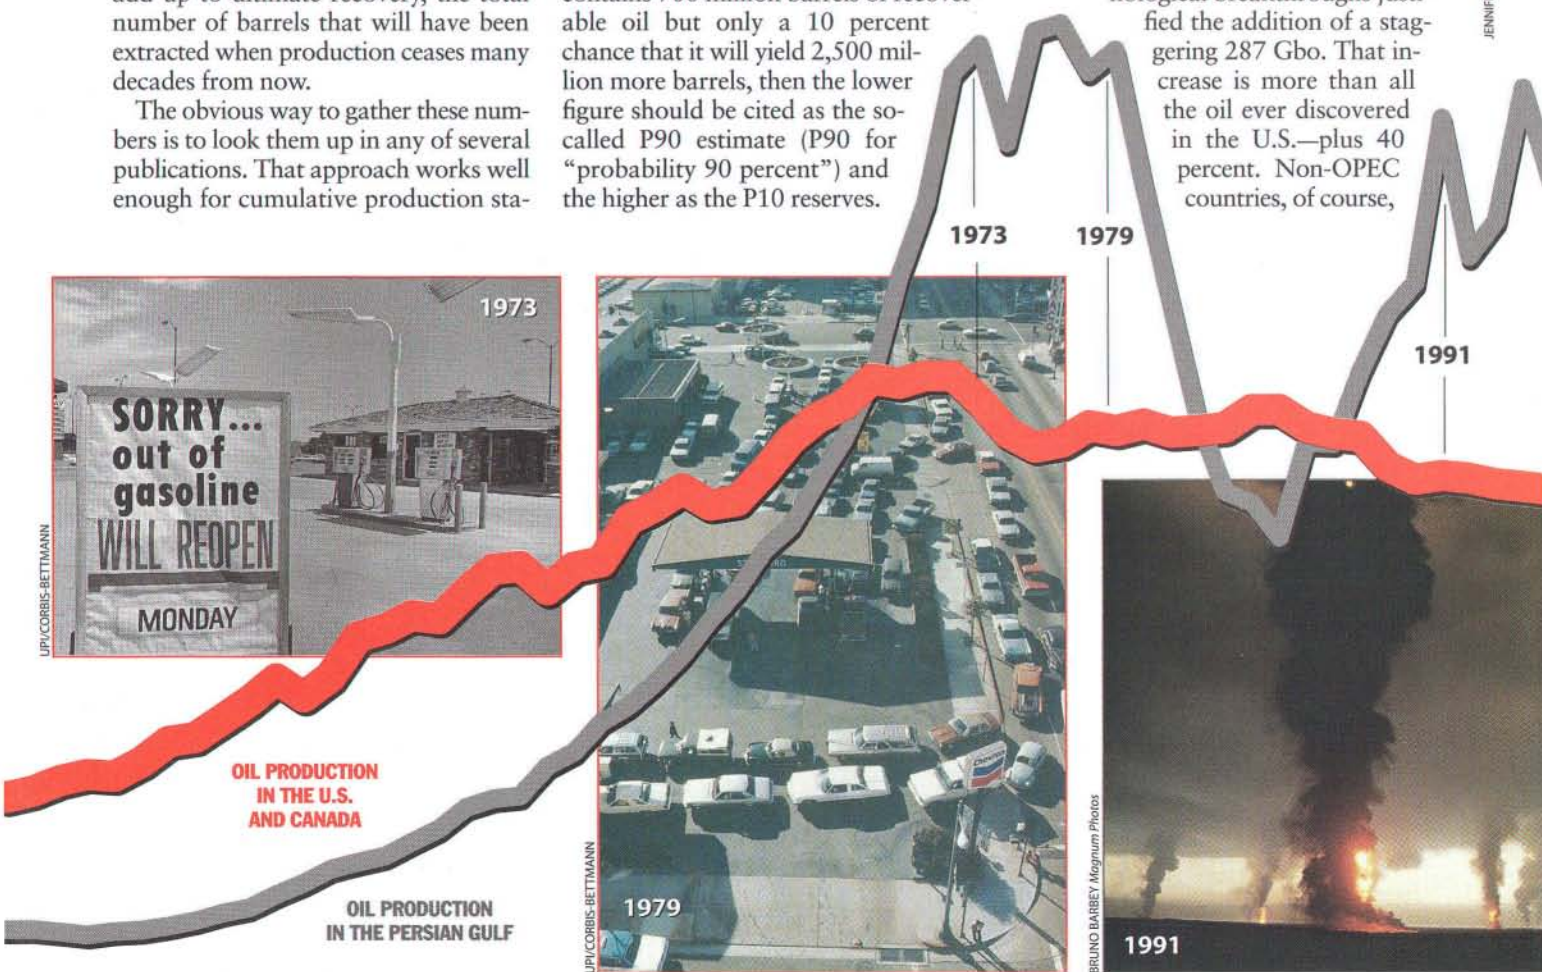 number of barrels that will have been
extracted when production ceases many
decades from now.
The obvious way to gather these num-
bers is to look them up in any of several
publications. That approach works well
enough for cumulative production sta-
able oil but only a 10 percent
chance that it will yield 2,500 mil-
lion more barrels, then the lower
figure should be cited as the so-
called P90 estimate (P90 for
“probability 90 percent”) and
the higher as the P10 reserves.
fied the addition of a stag-
gering 287 Gbo. That in-
crease is more than all
the oil ever discovered
in the U.S.—plus 40
percent. Non-OPEC
countries, of course,
JENNIF
1973
1979
1991
1973
SORRY...
out of
gasoline
WILL REOPEN
MONDAY
UPI/CORBIS-BETTMANN
OIL PRODUCTION
IN THE U.S.
AND CANADA
OIL PRODUCTION
IN THE PERSIAN GULF
Chevron
1979
UPI/CORBIS-BETTMANN
1991
BRUNO BARBEY Magnum Photos